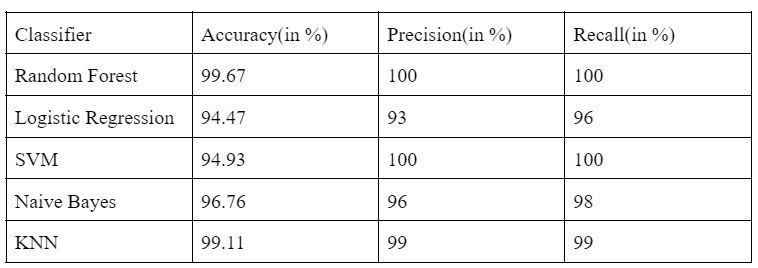 Classifier Accuracy(in %) Precision(in %) Recall(in %)
Random Forest 99.67 100 100
Logistic Regression 94.47 93 96
SVM 94.93 100 100
Naive Bayes 96.76 96 98
KNN 99.11 99 99